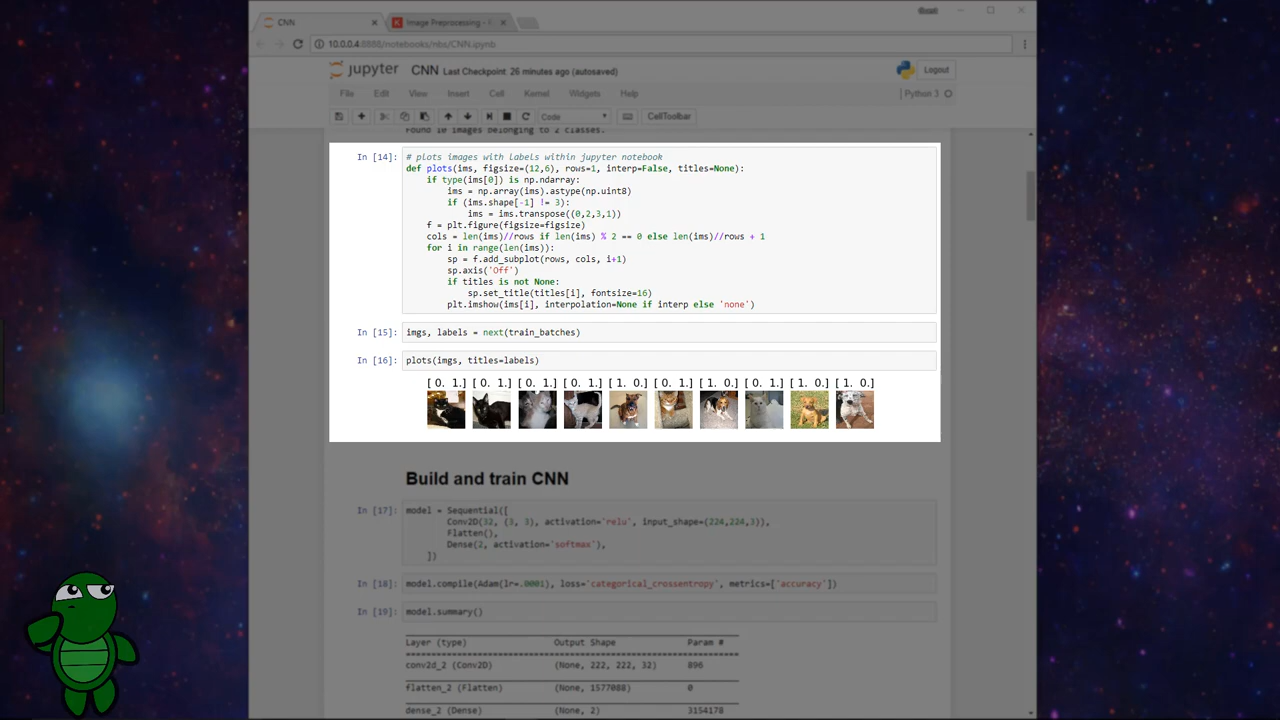 CNN
Image Preprocessing -
10.0.0.4:8888/notebooks/nbs/CNN.ipynb
jupyter CNN Last Checkpoint: 26 minutes ago (autosaved)
Logout
File Edit View Insert Cell Kernel Widgets Help
Python 3
Code
CellToolbar
Found 10 images belonging to 2 classes.
In [14]:
# plots images with labels within jupyter notebook
def plots(ims, figsize=(12,6), rows=1, interp=False, titles=None):
if type(ims[0]) is np.ndarray:
ims = np.array(ims).astype(np.uint8)
if (ims.shape[-1] != 3):
ims = ims.transpose((0,2,3,1))
f = plt.figure(figsize=figsize)
cols = len(ims)//rows if len(ims) % 2 == 0 else len(ims)//rows + 1
for i in range(len(ims)):
sp = f.add_subplot(rows, cols, i+1)
sp.axis('Off')
if titles is not None:
sp.set_title(titles[i], fontsize=16)
plt.imshow(ims[i], interpolation=None if interp else 'none')
In [15]: imgs, labels = next(train_batches)
In [16]: plots(imgs, titles=labels)
[ 0. 1.] [ 0. 1.] [ 0. 1.] [ 0. 1.] [ 1. 0.] [ 0. 1.] [ 1. 0.] [ 0. 1.] [ 1. 0.] [ 1. 0.]
Build and train CNN
In [17]: model = Sequential([
Conv2D(32, (3, 3), activation='relu', input_shape=(224,224,3)),
Flatten(),
Dense(2, activation='softmax'),
])
In [18]: model.compile(Adam(lr=.0001), loss='categorical_crossentropy', metrics=['accuracy'])
In [19]: model.summary()
Layer (type) Output Shape Param #
conv2d_2 (Conv2D) (None, 222, 222, 32) 896
flatten_2 (Flatten) (None, 1577088) 0
dense_2 (Dense) (None, 2) 3154178